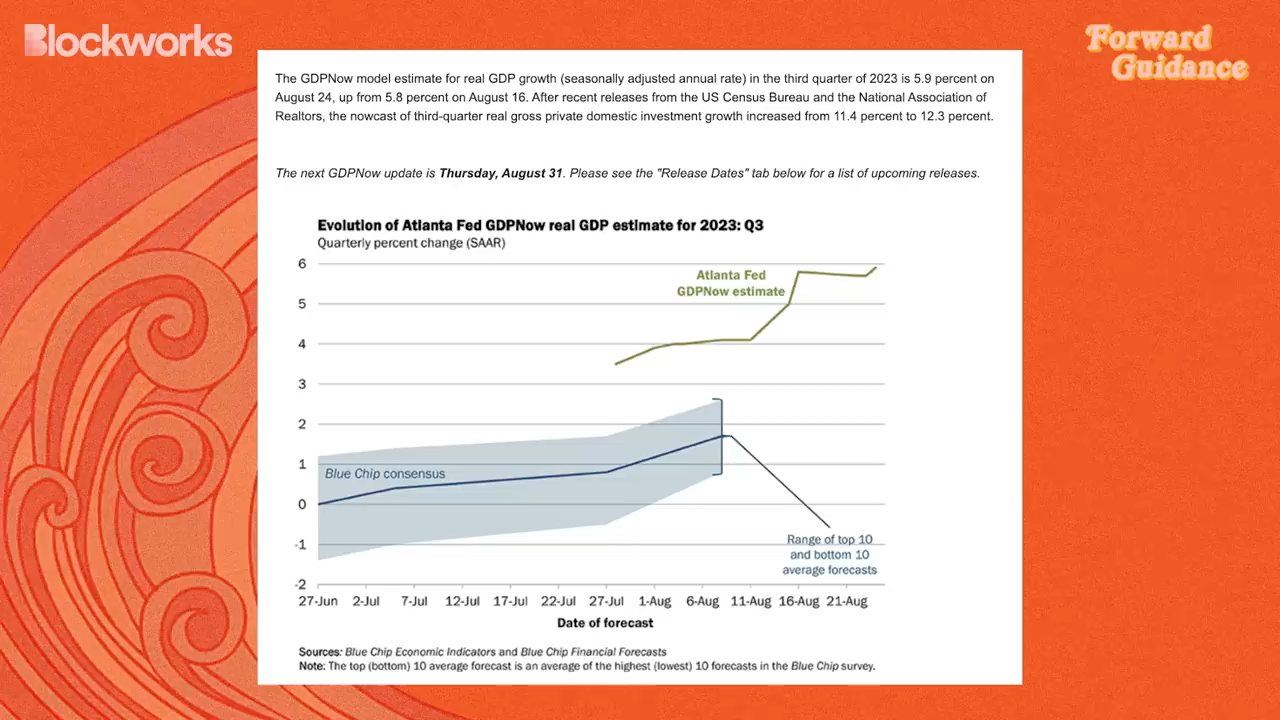 Blockworks
Forward
Guidance
The GDPNow model estimate for real GDP growth (seasonally adjusted annual rate) in the third quarter of 2023 is 5.9 percent on
August 24, up from 5.8 percent on August 16. After recent releases from the US Census Bureau and the National Association of
Realtors, the nowcast of third-quarter real gross private domestic investment growth increased from 11.4 percent to 12.3 percent.
The next GDPNow update is Thursday, August 31. Please see the "Release Dates" tab below for a list of upcoming releases.
Evolution of Atlanta Fed GDPNow real GDP estimate for 2023: Q3
Quarterly percent change (SAAR)
6
5
4
3
2
1
0
-1
-2
Atlanta Fed
GDPNow estimate
Blue Chip consensus
Range of top 10
and bottom 10
average forecasts
27-Jun 2-Jul 7-Jul 12-Jul 17-Jul 22-Jul 27-Jul 1-Aug 6-Aug 11-Aug 16-Aug 21-Aug
Date of forecast
Sources: Blue Chip Economic Indicators and Blue Chip Financial Forecasts
Note: The top (bottom) 10 average forecast is an average of the highest (lowest) 10 forecasts in the Blue Chip survey.